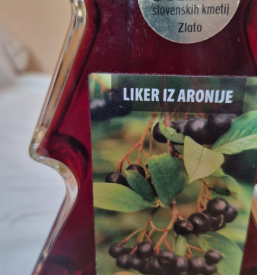 slovenskih kmetij
Zlato
LIKER IZ ARONIJE